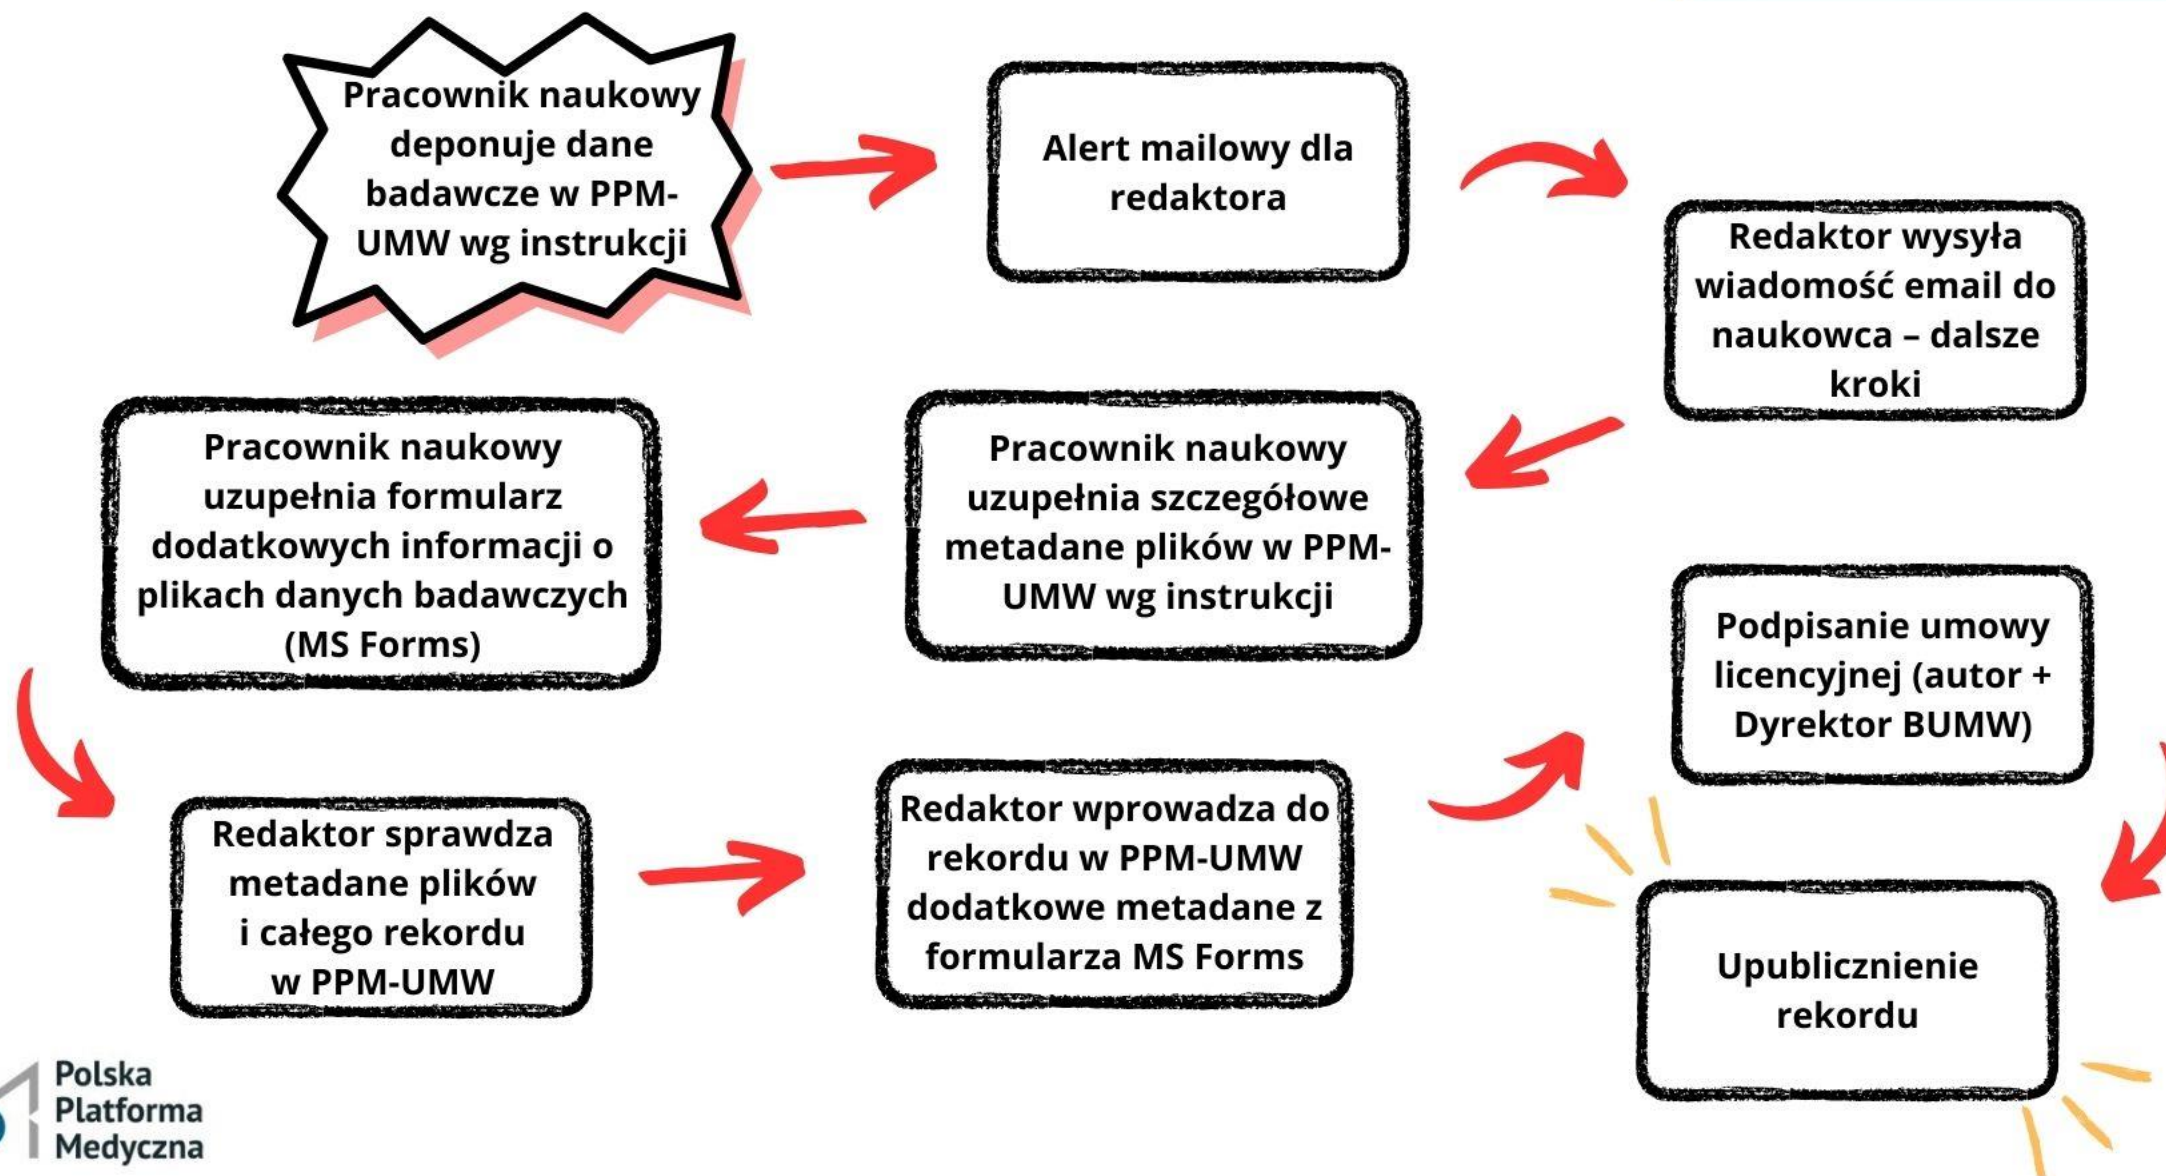 Pracownik naukowy
deponuje dane
badawcze w PPM-
UMW wg instrukcji
Alert mailowy dla
redaktora
Redaktor wysyła
wiadomość email do
naukowca – dalsze
kroki
Pracownik naukowy
uzupełnia szczegółowe
metadane plików w PPM-
UMW wg instrukcji
Pracownik naukowy
uzupełnia formularz
dodatkowych informacji o
plikach danych badawczych
(MS Forms)
Redaktor sprawdza
metadane plików
i całego rekordu
w PPM-UMW
Redaktor wprowadza do
rekordu w PPM-UMW
dodatkowe metadane z
formularza MS Forms
Podpisanie umowy
licencyjnej (autor +
Dyrektor BUMW)
Upublicznienie
rekordu
Polska
Platforma
Medyczna